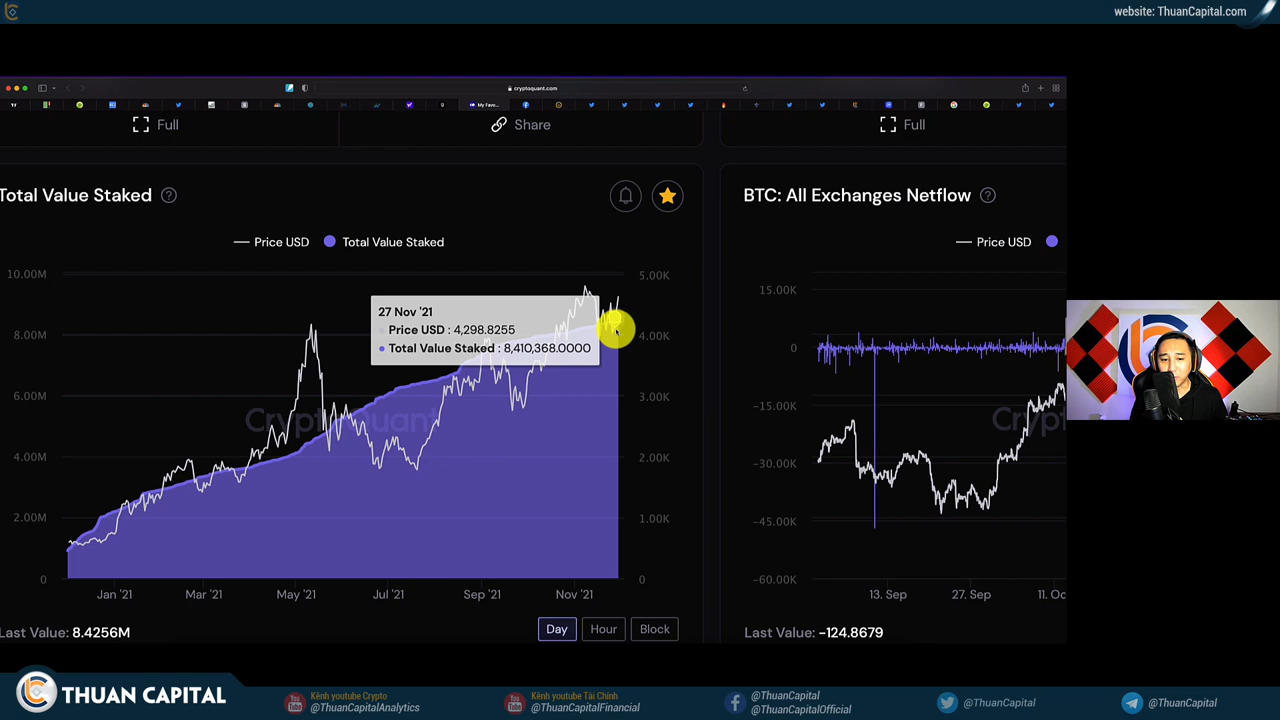 website: ThuanCapital.com
cryptoquant.com
My Favo...
Full
Share
Full
Total Value Staked
BTC: All Exchanges Netflow
Price USD
Total Value Staked
Price USD
10.00M
8.00M
6.00M
4.00M
2.00M
0
5.00K
4.00K
3.00K
2.00K
1.00K
0
27 Nov '21
Price USD : 4,298.8255
Total Value Staked : 8,410,368.0000
CryptoQuant
15.00K
0
-15.00K
-30.00K
-45.00K
-60.00K
Jan '21
Mar '21
May '21
Jul '21
Sep '21
Nov '21
13. Sep
27. Sep
11. Oc
Last Value: 8.4256M
Day
Hour
Block
Last Value: -124.8679
THUAN CAPITAL
Kênh youtube Crypto
@ThuanCapitalAnalytics
Kênh youtube Tài Chính
@ThuanCapitalFinancial
@ThuanCapital
@ThuanCapitalOfficial
@ThuanCapital
@ThuanCapital